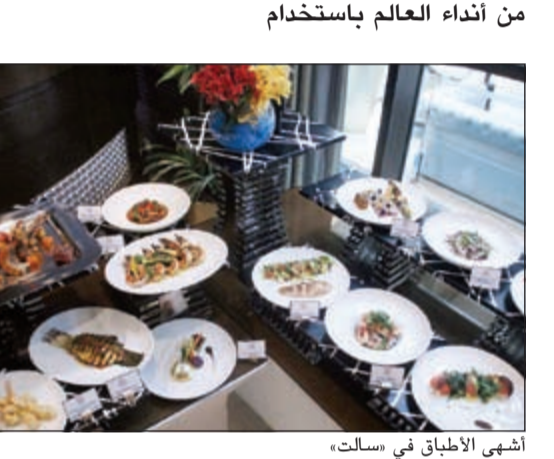 من أنداء العالم باستخدام
أشهى الأطباق في «سالت»